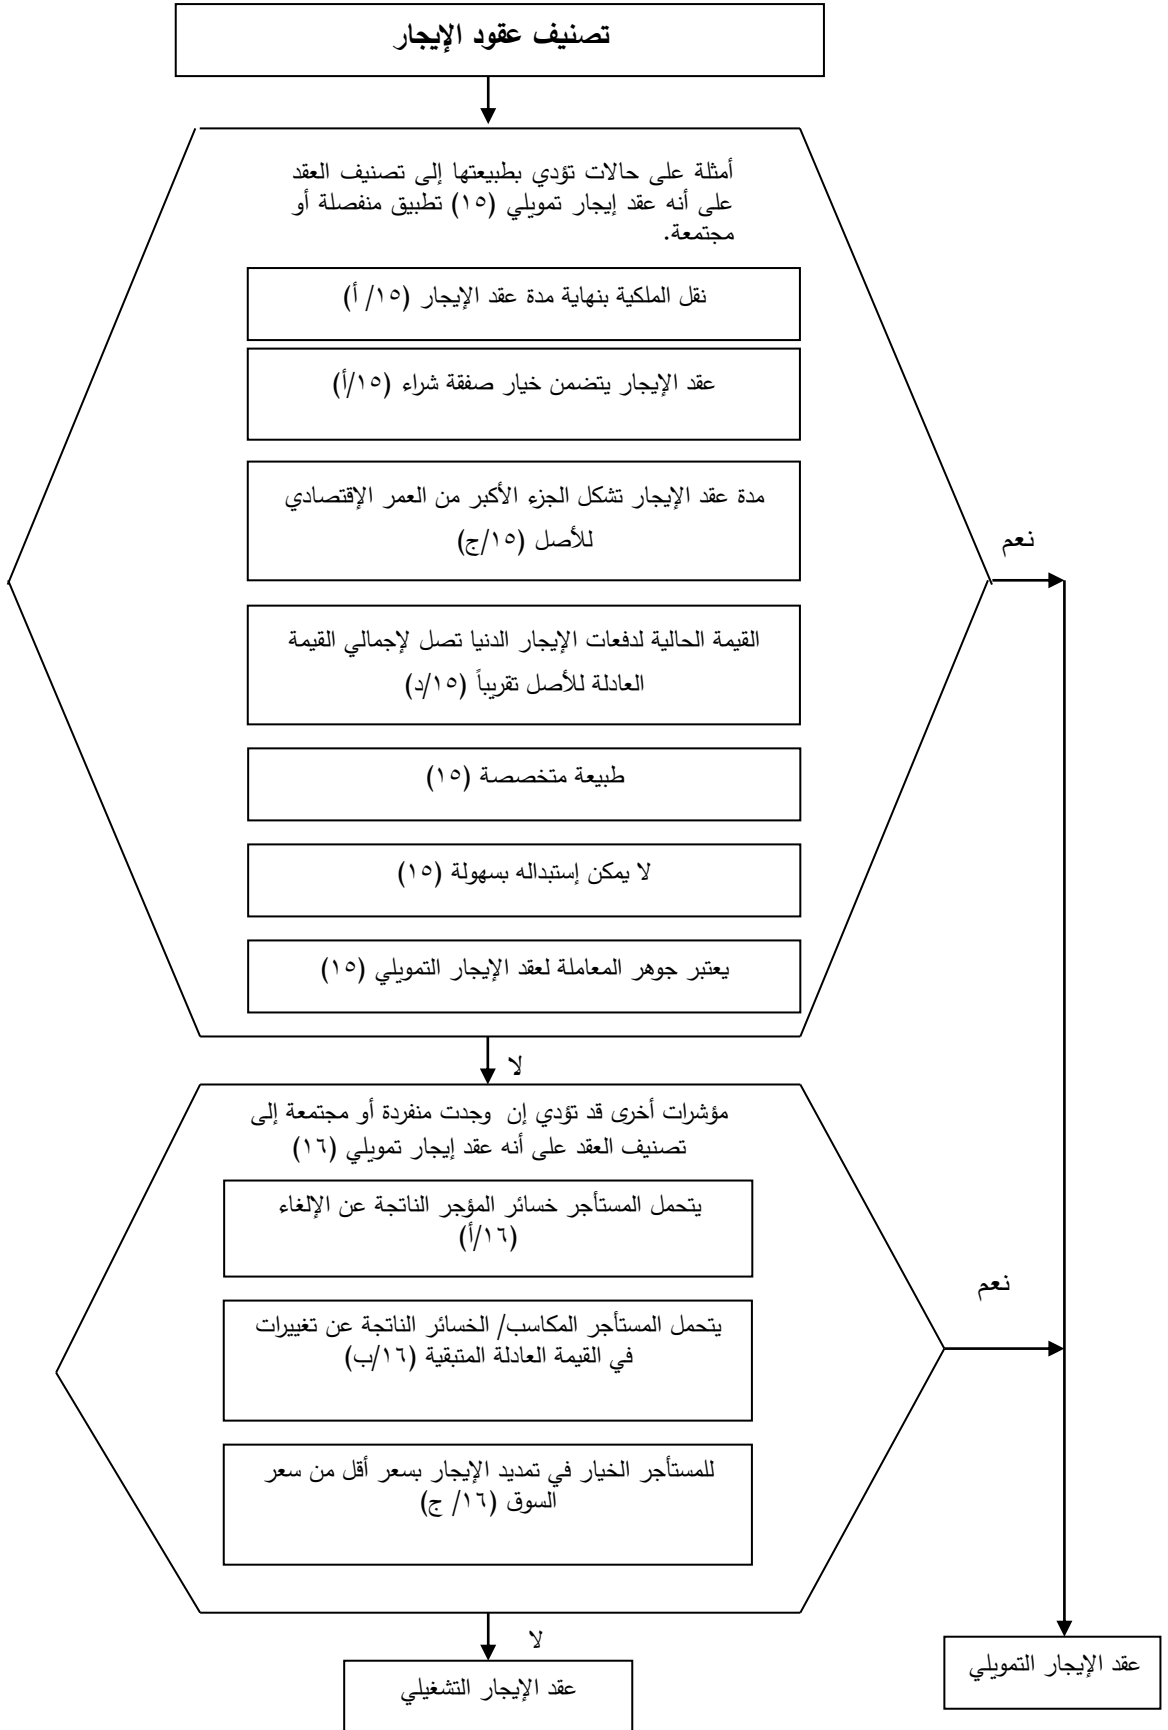 تصنيف عقود الإيجار
أمثلة على حالات تؤدي بطبيعتها إلى تصنيف العقد
على أنه عقد إيجار تمويلي (١٥) تطبيق منفصلة أو
مجتمعة.
نقل الملكية بنهاية مدة عقد الإيجار (١٥/ أ)
عقد الإيجار يتضمن خيار صفقة شراء (١٥/أ)
مدة عقد الإيجار تشكل الجزء الأكبر من العمر الإقتصادي
للأصل (١٥/ج)
نعم
القيمة الحالية لدفعات الإيجار الدنيا تصل لإجمالي القيمة
العادلة للأصل تقريباً (١٥/د)
طبيعة متخصصة (١٥)
لا يمكن إستبداله بسهولة (١٥)
يعتبر جوهر المعاملة لعقد الإيجار التمويلي (١٥)
لا
مؤشرات أخرى قد تؤدي إن وجدت منفردة أو مجتمعة إلى
تصنيف العقد على أنه عقد إيجار تمويلي (١٦)
يتحمل المستأجر خسائر المؤجر الناتجة عن الإلغاء
(١٦/أ)
نعم
يتحمل المستأجر المكاسب/ الخسائر الناتجة عن تغييرات
في القيمة العادلة المتبقية (١٦/ب)
للمستأجر الخيار في تمديد الإيجار بسعر أقل من سعر
السوق (١٦/ ج)
لا
عقد الإيجار التمويلي
عقد الإيجار التشغيلي